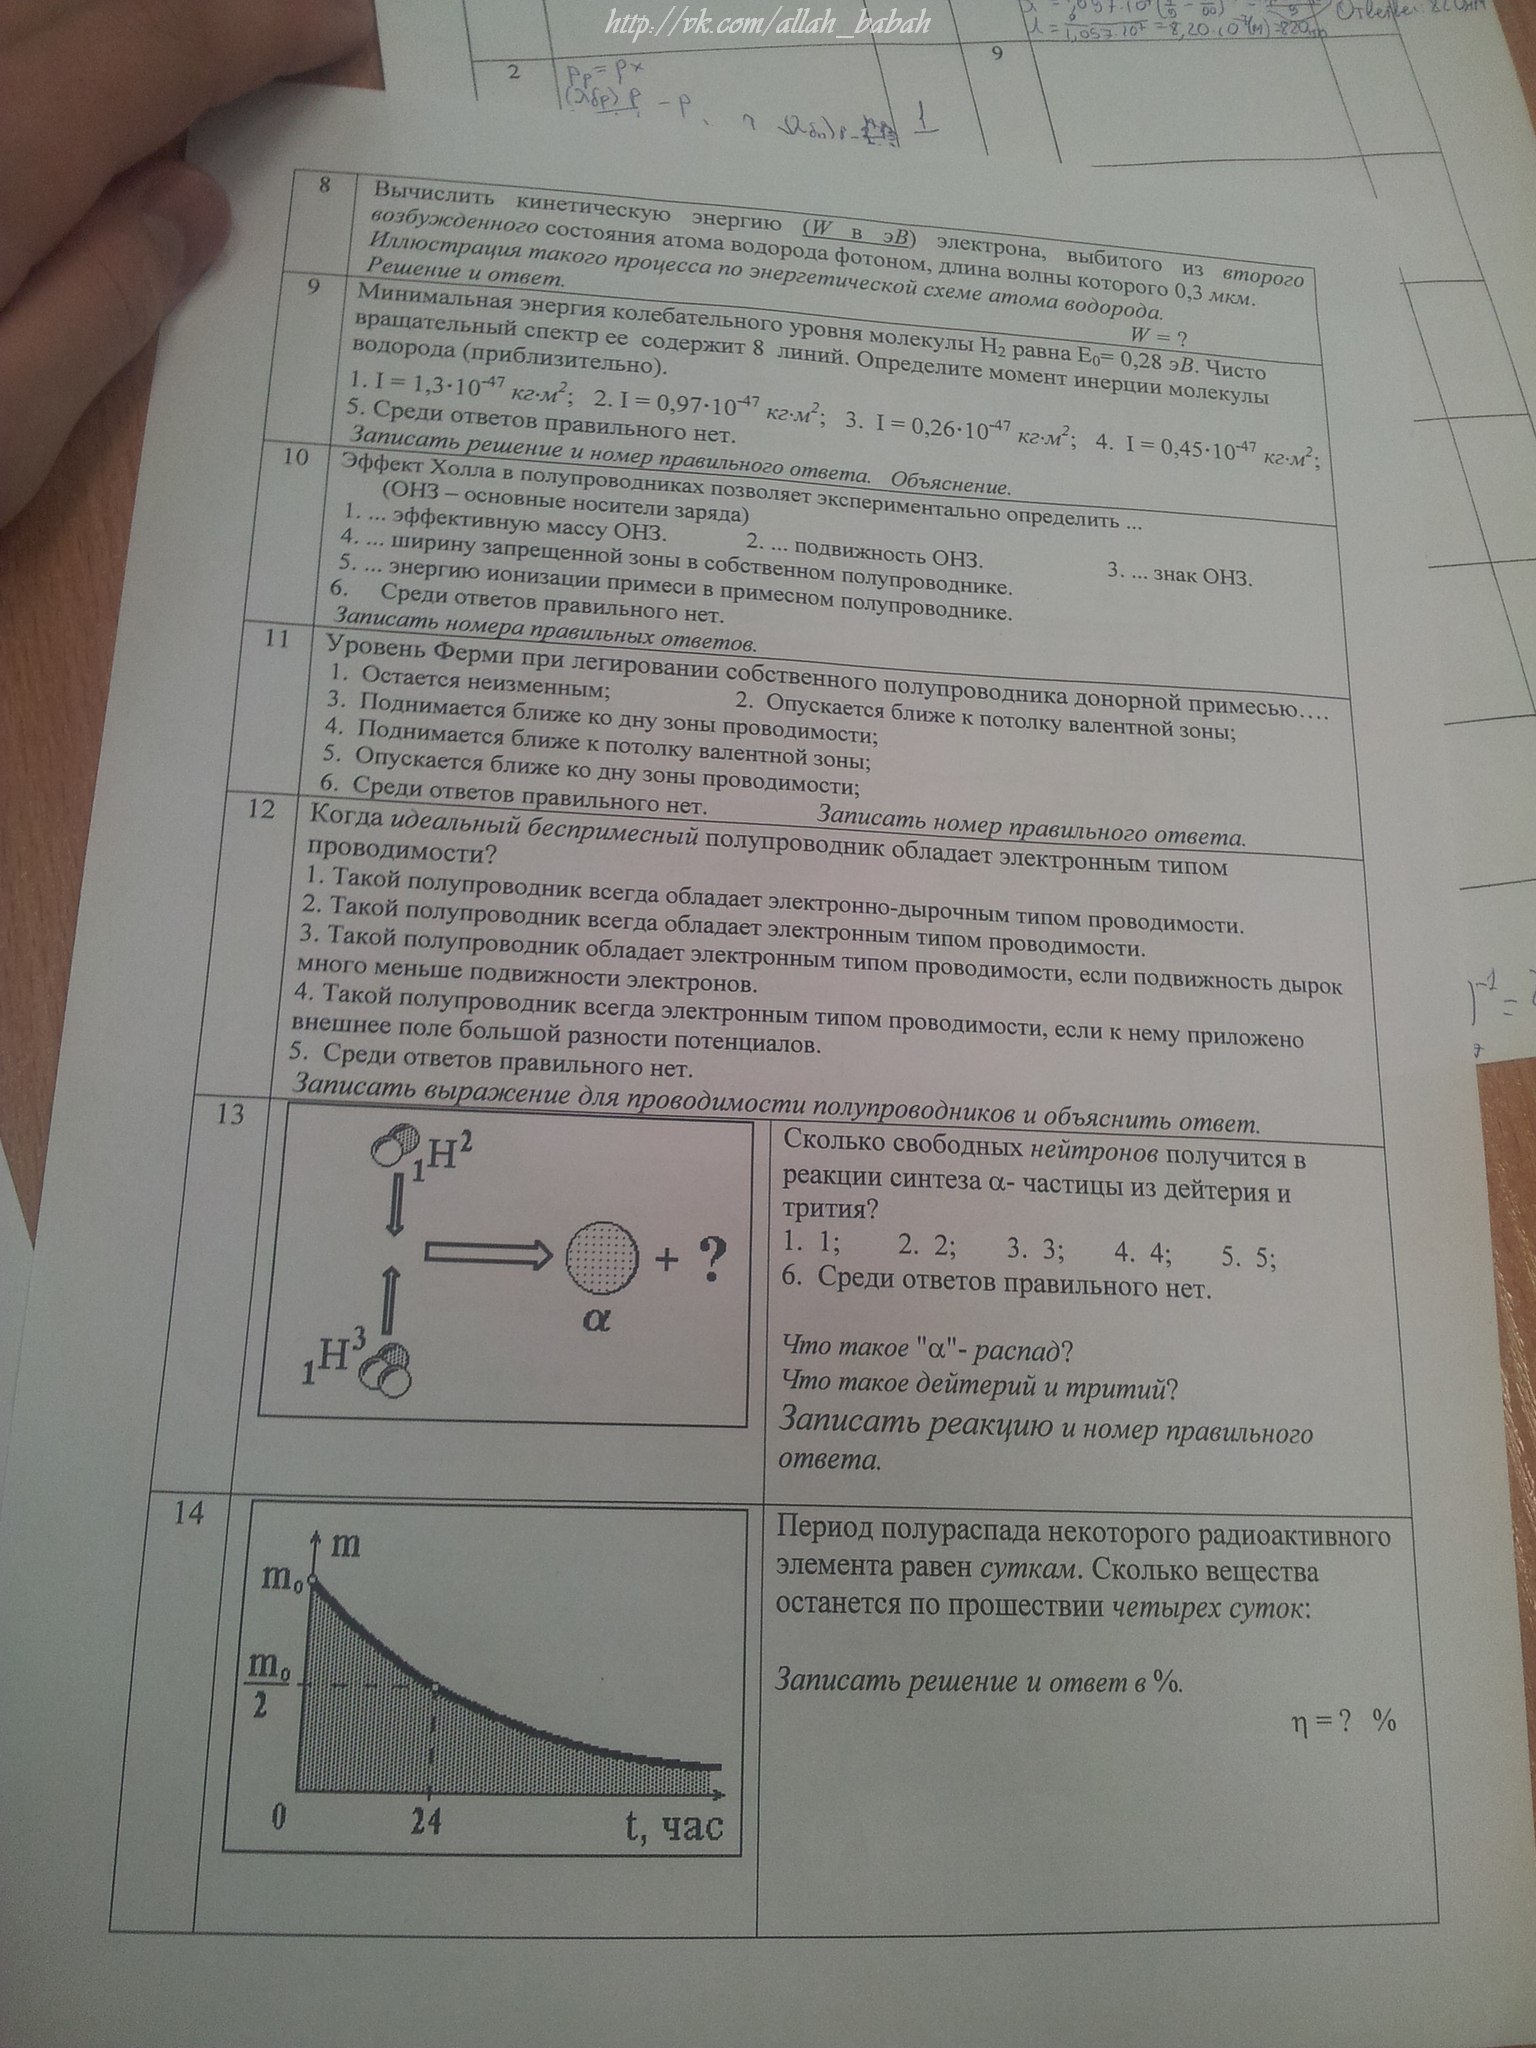 http://vk.com/allah_babah
Ответ: 820нм
9
2
8
Вычислить кинетическую энергию (W в эВ) электрона, выбитого из второго
возбужденного состояния атома водорода фотоном, длина волны которого 0,3 мкм.
Иллюстрация такого процесса по энергетической схеме атома водорода.
Решение и ответ.
W = ?
9
Минимальная энергия колебательного уровня молекулы H2 равна E0= 0,28 эВ. Чисто
вращательный спектр ее содержит 8 линий. Определите момент инерции молекулы
водорода (приблизительно).
1. I = 1,3·10-47 кг·м2; 2. I = 0,97·10-47 кг·м2; 3. I = 0,26·10-47 кг·м2; 4. I = 0,45·10-47 кг·м2;
5. Среди ответов правильного нет.
Записать решение и номер правильного ответа. Объяснение.
10
Эффект Холла в полупроводниках позволяет экспериментально определить ...
(ОНЗ – основные носители заряда)
1. ... эффективную массу ОНЗ. 2. ... подвижность ОНЗ. 3. ... знак ОНЗ.
4. ... ширину запрещенной зоны в собственном полупроводнике.
5. ... энергию ионизации примеси в примесном полупроводнике.
6. Среди ответов правильного нет.
Записать номера правильных ответов.
11
Уровень Ферми при легировании собственного полупроводника донорной примесью….
1. Остается неизменным; 2. Опускается ближе к потолку валентной зоны;
3. Поднимается ближе ко дну зоны проводимости;
4. Поднимается ближе к потолку валентной зоны;
5. Опускается ближе ко дну зоны проводимости;
6. Среди ответов правильного нет. Записать номер правильного ответа.
12
Когда идеальный беспримесный полупроводник обладает электронным типом
проводимости?
1. Такой полупроводник всегда обладает электронно-дырочным типом проводимости.
2. Такой полупроводник всегда обладает электронным типом проводимости.
3. Такой полупроводник обладает электронным типом проводимости, если подвижность дырок
много меньше подвижности электронов.
4. Такой полупроводник всегда электронным типом проводимости, если к нему приложено
внешнее поле большой разности потенциалов.
5. Среди ответов правильного нет.
Записать выражение для проводимости полупроводников и объяснить ответ.
13
1H2
+ ?
α
1H3
Сколько свободных нейтронов получится в
реакции синтеза α- частицы из дейтерия и
трития?
1. 1; 2. 2; 3. 3; 4. 4; 5. 5;
6. Среди ответов правильного нет.
Что такое "α"- распад?
Что такое дейтерий и тритий?
Записать реакцию и номер правильного
ответа.
14
m
m0
m0
2
0
24
t, час
Период полураспада некоторого радиоактивного
элемента равен суткам. Сколько вещества
останется по прошествии четырех суток:
Записать решение и ответ в %.
η = ? %